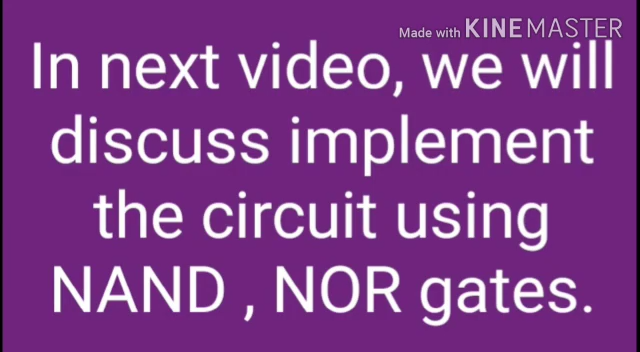 Made with KINEMASTER
In next video, we will
discuss implement
the circuit using
NAND , NOR gates.